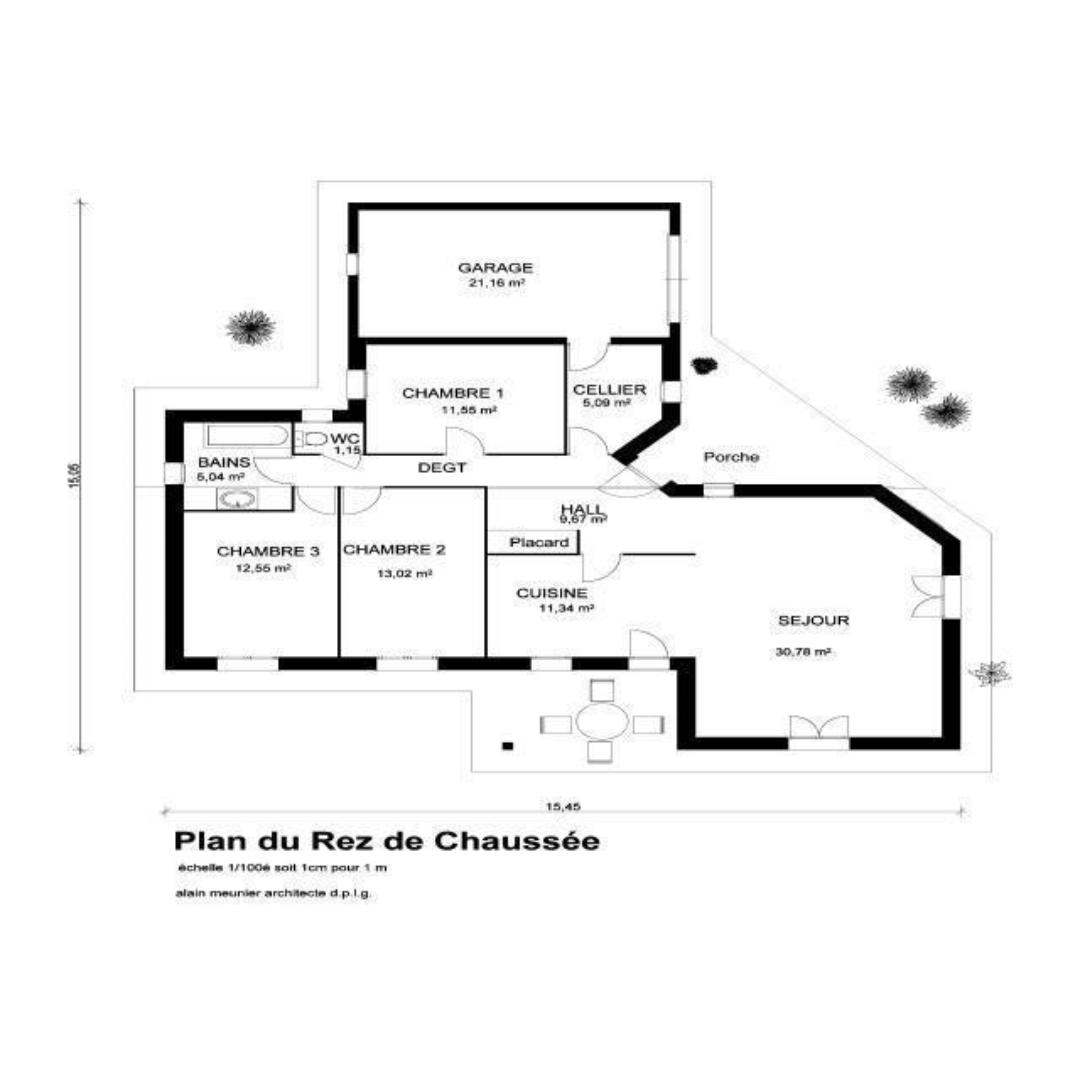 GARAGE
21,16 m²
CHAMBRE 1
11,55 m²
CELLIER
5,09 m²
WC
1,15
BAINS
5,04 m²
DEGT
Porche
HALL
9,67 m²
Placard
CHAMBRE 3
12,55 m²
CHAMBRE 2
13,02 m²
CUISINE
11,34 m²
SEJOUR
30,78 m²
15,05
15,45
Plan du Rez de Chaussée
échelle 1/100é soit 1cm pour 1 m
alain meunier architecte d.p.l.g.